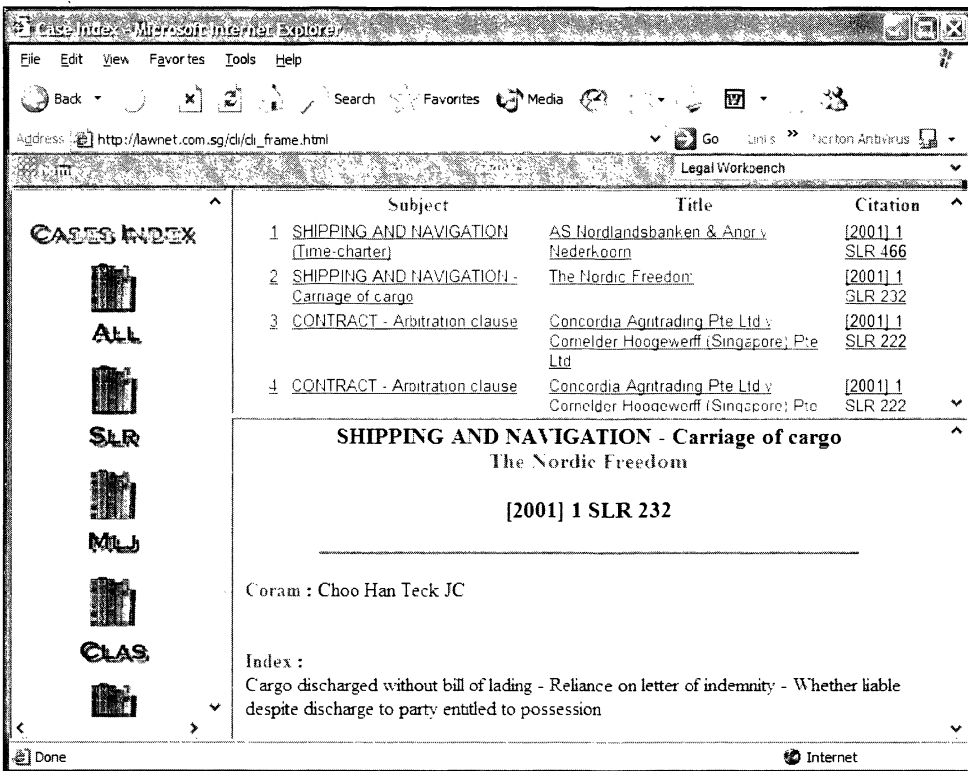 Case Index - Microsoft Internet Explorer
File Edit View Favorites Tools Help
Back Search Favorites Media
Address http://lawnet.com.sg/cli/cli_frame.html Go Links » Norton Antivirus
Legal Workbench
CASES INDEX
ALL
SLR
MLJ
CLAS
Subject Title Citation
1 SHIPPING AND NAVIGATION (Time-charter) AS Nordlandsbanken & Anor v Nederkoorn [2001] 1 SLR 466
2 SHIPPING AND NAVIGATION - Carriage of cargo The Nordic Freedom [2001] 1 SLR 232
3 CONTRACT - Arbitration clause Concordia Agritrading Pte Ltd v Cornelder Hoogewerff (Singapore) Pte Ltd [2001] 1 SLR 222
4 CONTRACT - Arbitration clause Concordia Agritrading Pte Ltd v Cornelder Hoogewerff (Singapore) Pte [2001] 1 SLR 222
SHIPPING AND NAVIGATION - Carriage of cargo
The Nordic Freedom
[2001] 1 SLR 232
Coram : Choo Han Teck JC
Index :
Cargo discharged without bill of lading - Reliance on letter of indemnity - Whether liable
despite discharge to party entitled to possession
Done Internet